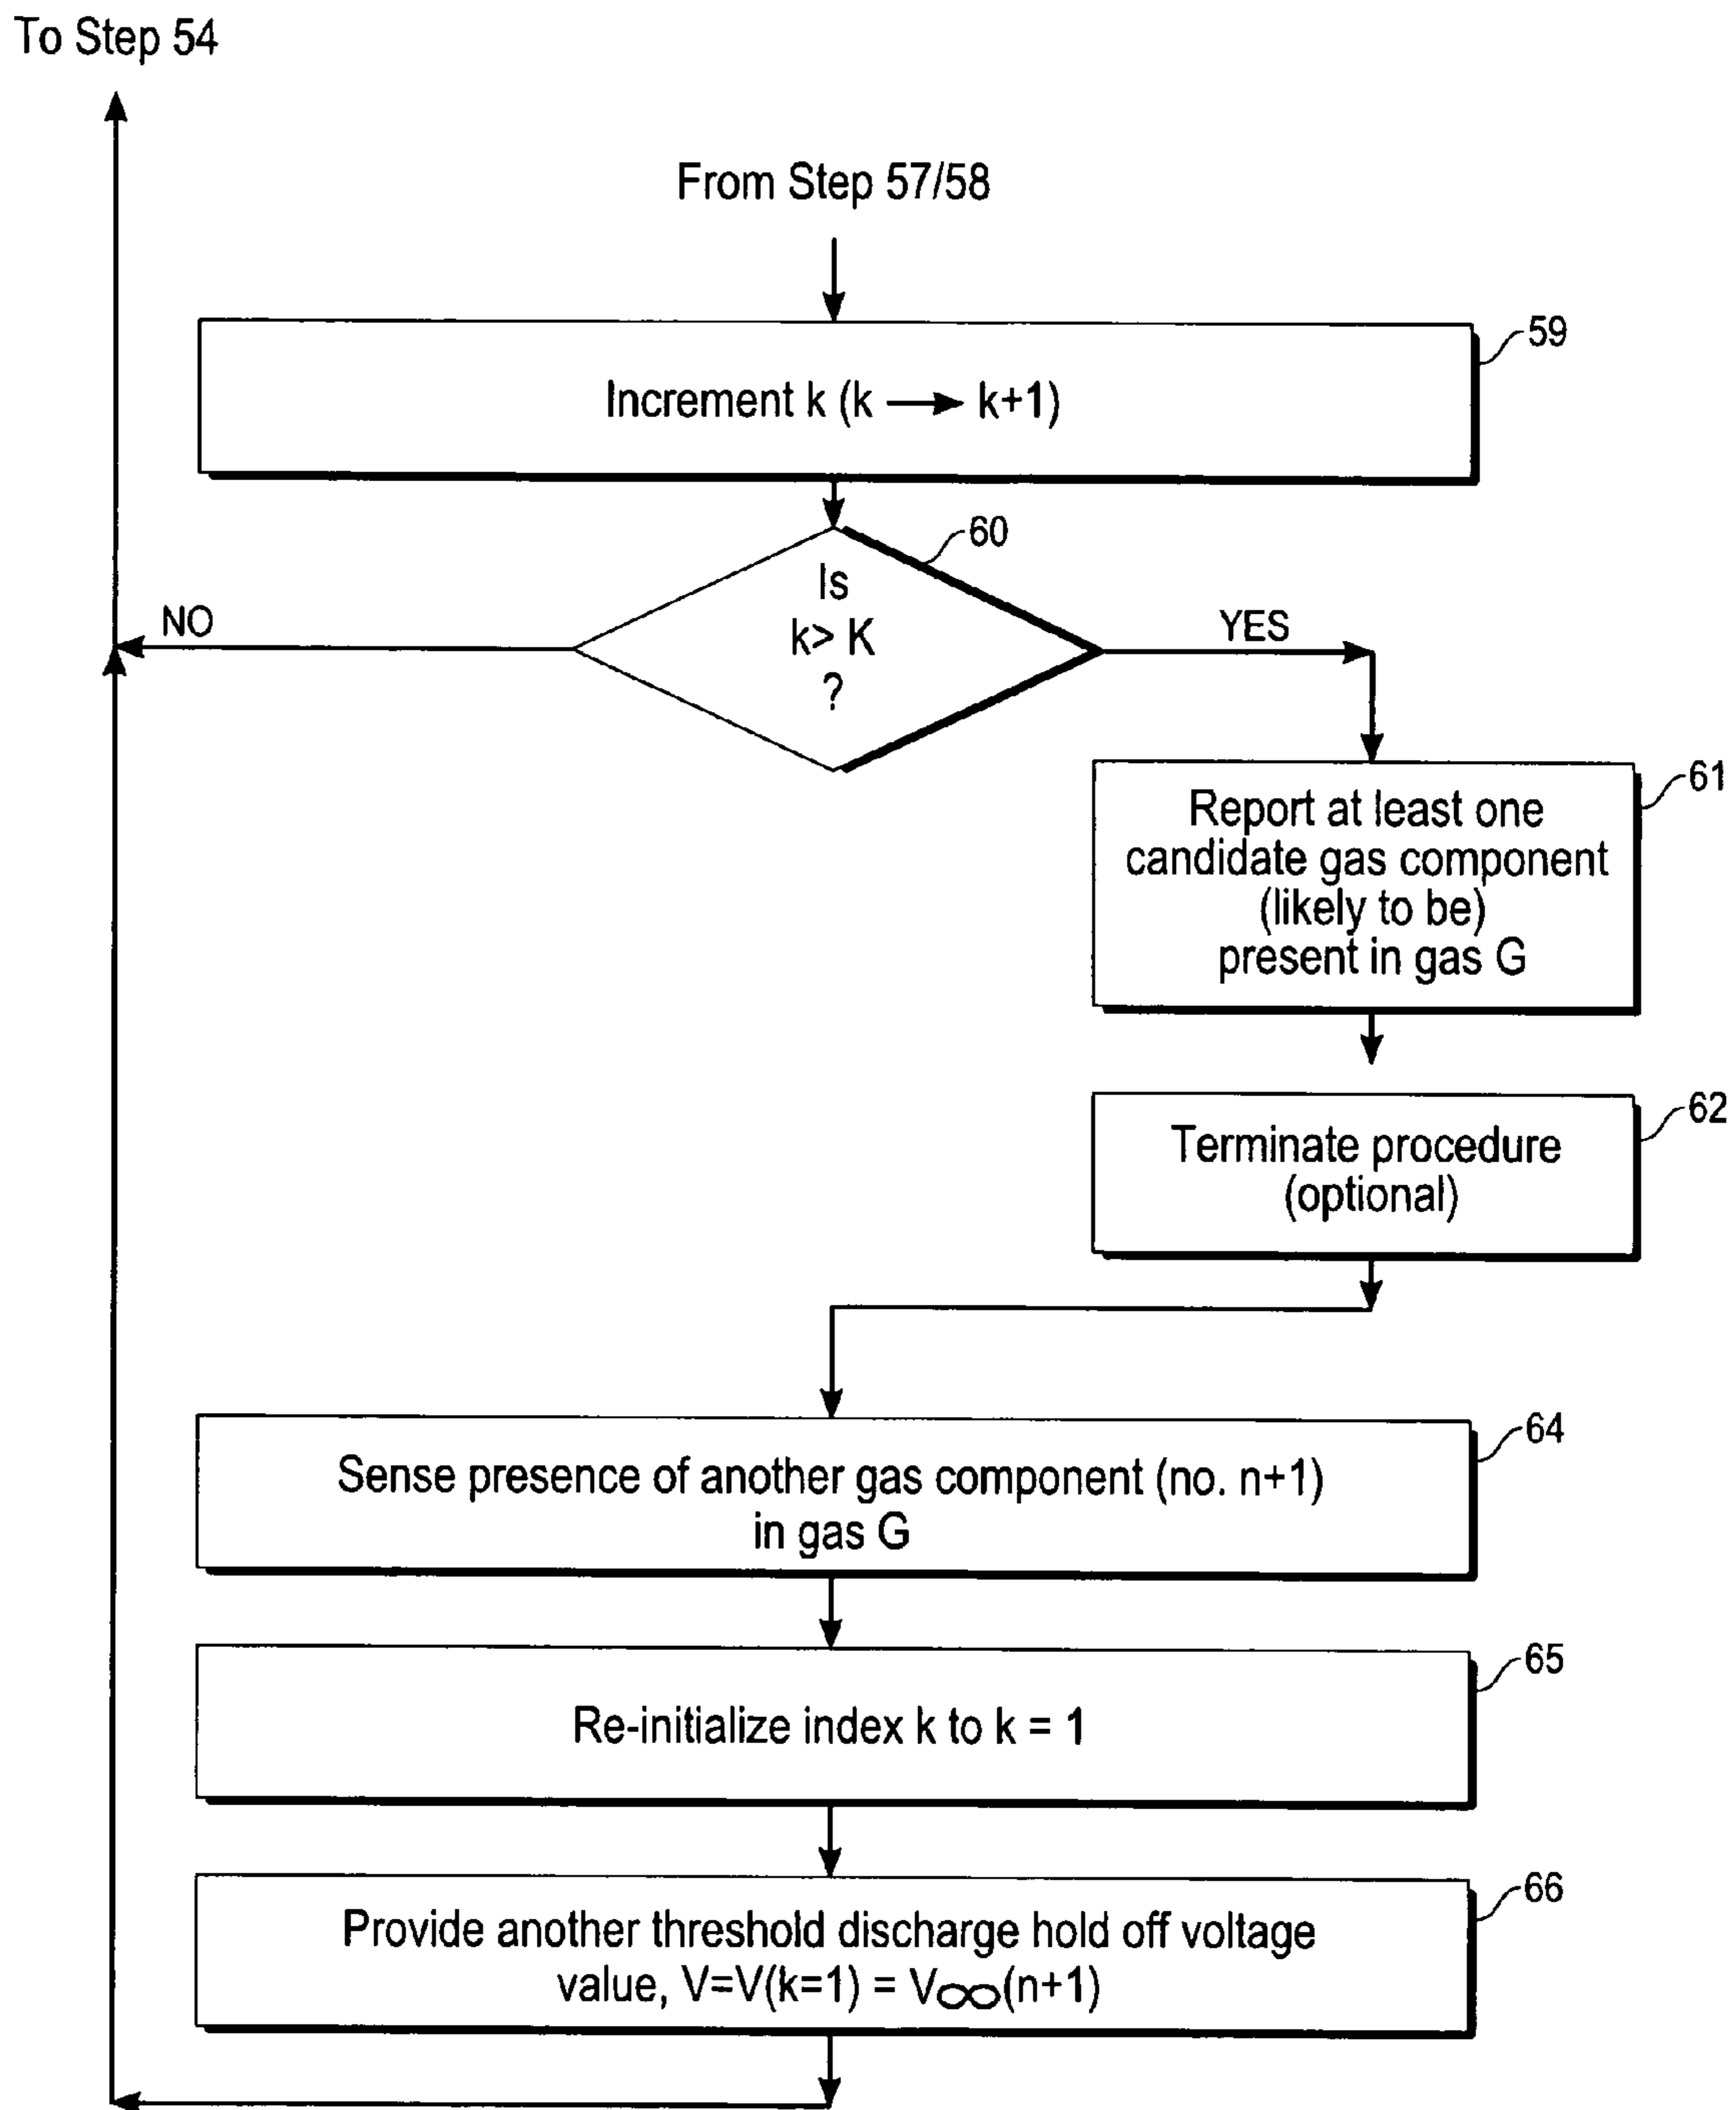 To Step 54
From Step 57/58
59
Increment k (k → k+1)
60
Is
k> K
?
NO
YES
61
Report at least one
candidate gas component
(likely to be)
present in gas G
62
Terminate procedure
(optional)
64
Sense presence of another gas component (no. n+1)
in gas G
65
Re-initialize index k to k = 1
66
Provide another threshold discharge hold off voltage
value, V=V(k=1) = V∞(n+1)